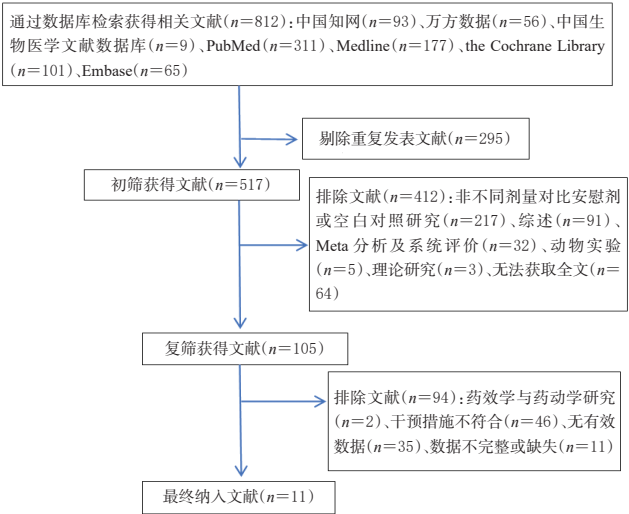 通过数据库检索获得相关文献(n=812):中国知网(n=93)、万方数据(n=56)、中国生
物医学文献数据库(n=9)、PubMed(n=311)、Medline(n=177)、the Cochrane Library
(n=101)、Embase(n=65)
剔除重复发表文献(n=295)
初筛获得文献(n=517)
排除文献(n=412):非不同剂量对比安慰剂
或空白对照研究(n=217)、综述(n=91)、
Meta 分析及系统评价(n=32)、动物实验
(n=5)、理论研究(n=3)、无法获取全文(n=
64)
复筛获得文献(n=105)
排除文献(n=94):药效学与药动学研究
(n=2)、干预措施不符合(n=46)、无有效
数据(n=35)、数据不完整或缺失(n=11)
最终纳入文献(n=11)